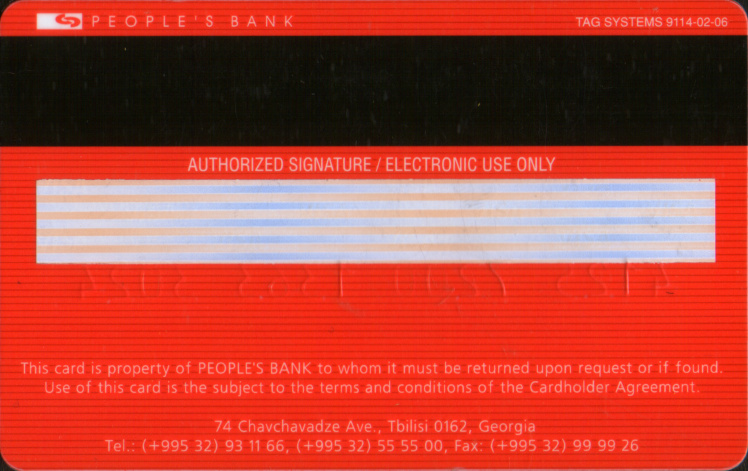 PEOPLE'S BANK
TAG SYSTEMS 9114-02-06
AUTHORIZED SIGNATURE / ELECTRONIC USE ONLY
This card is property of PEOPLE'S BANK to whom it must be returned upon request or if found.
Use of this card is the subject to the terms and conditions of the Cardholder Agreement.
74 Chavchavadze Ave., Tbilisi 0162, Georgia
Tel.: (+995 32) 93 11 66, (+995 32) 55 55 00, Fax: (+995 32) 99 99 26